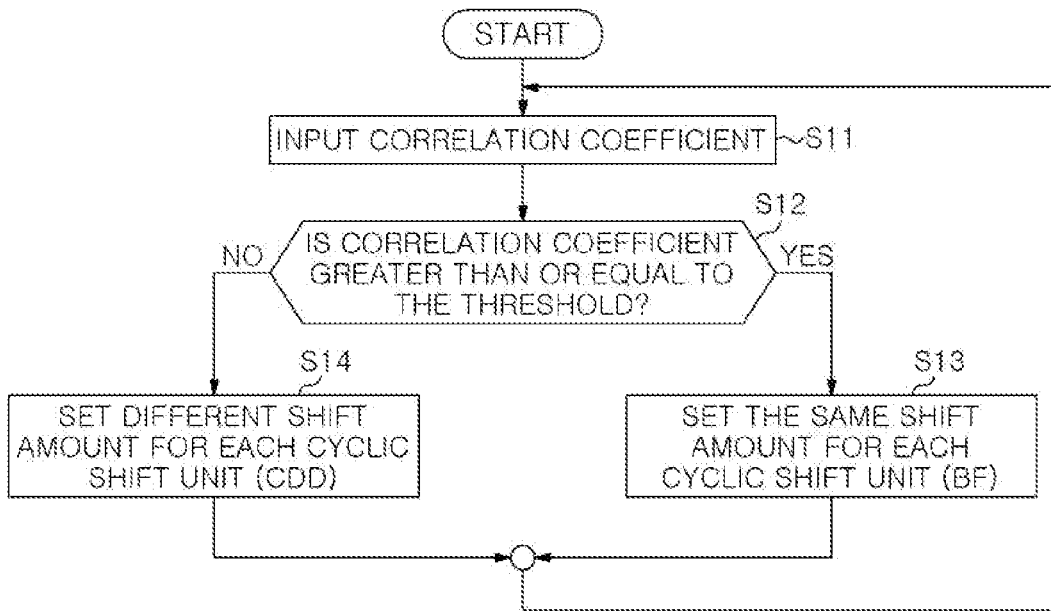 START
INPUT CORRELATION COEFFICIENT
S11
S12
IS CORRELATION COEFFICIENT
GREATER THAN OR EQUAL TO
THE THRESHOLD?
NO
YES
S14
SET DIFFERENT SHIFT
AMOUNT FOR EACH CYCLIC
SHIFT UNIT (CDD)
S13
SET THE SAME SHIFT
AMOUNT FOR EACH
CYCLIC SHIFT UNIT (BF)